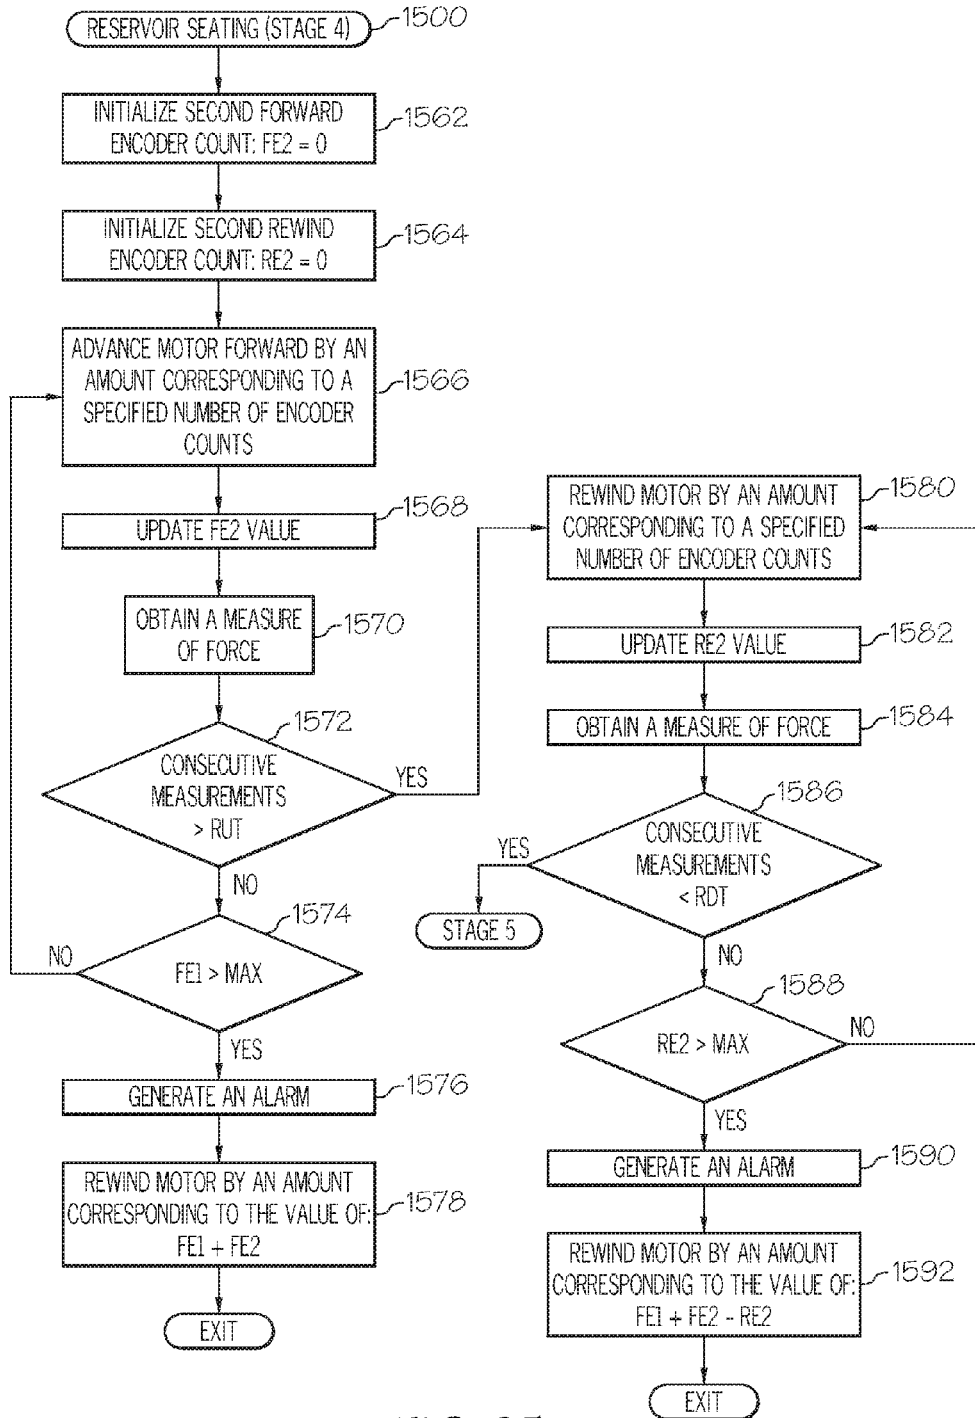 RESERVOIR SEATING (STAGE 4)
1500
INITIALIZE SECOND FORWARD
ENCODER COUNT: FE2 = 0
1562
INITIALIZE SECOND REWIND
ENCODER COUNT: RE2 = 0
1564
ADVANCE MOTOR FORWARD BY AN
AMOUNT CORRESPONDING TO A
SPECIFIED NUMBER OF ENCODER
COUNTS
1566
UPDATE FE2 VALUE
1568
OBTAIN A MEASURE
OF FORCE
1570
CONSECUTIVE
MEASUREMENTS
> RUT
1572
YES
NO
FE1 > MAX
1574
NO
YES
GENERATE AN ALARM
1576
REWIND MOTOR BY AN AMOUNT
CORRESPONDING TO THE VALUE OF:
FE1 + FE2
1578
EXIT
REWIND MOTOR BY AN AMOUNT
CORRESPONDING TO A SPECIFIED
NUMBER OF ENCODER COUNTS
1580
UPDATE RE2 VALUE
1582
OBTAIN A MEASURE OF FORCE
1584
CONSECUTIVE
MEASUREMENTS
< RDT
1586
YES
STAGE 5
NO
RE2 > MAX
1588
NO
YES
GENERATE AN ALARM
1590
REWIND MOTOR BY AN AMOUNT
CORRESPONDING TO THE VALUE OF:
FE1 + FE2 - RE2
1592
EXIT